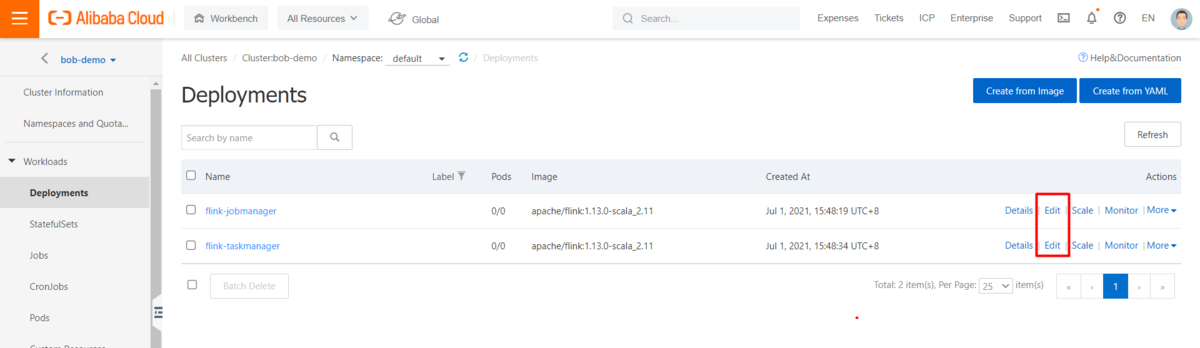 Alibaba Cloud Workbench All Resources Global Search... Expenses Tickets ICP Enterprise Support EN
bob-demo
All Clusters / Cluster:bob-demo / Namespace: default / Deployments Help&Documentation
Cluster Information
Deployments
Create from Image Create from YAML
Namespaces and Quota...
Search by name
Refresh
Workloads
Name Label Pods Image Created At Actions
Deployments
flink-jobmanager 0/0 apache/flink:1.13.0-scala_2.11 Jul 1, 2021, 15:48:19 UTC+8 Details | Edit | Scale | Monitor | More
StatefulSets
flink-taskmanager 0/0 apache/flink:1.13.0-scala_2.11 Jul 1, 2021, 15:48:34 UTC+8 Details | Edit | Scale | Monitor | More
Jobs
Batch Delete
Total: 2 item(s), Per Page: 25 item(s) « ‹ 1 › »
CronJobs
Pods